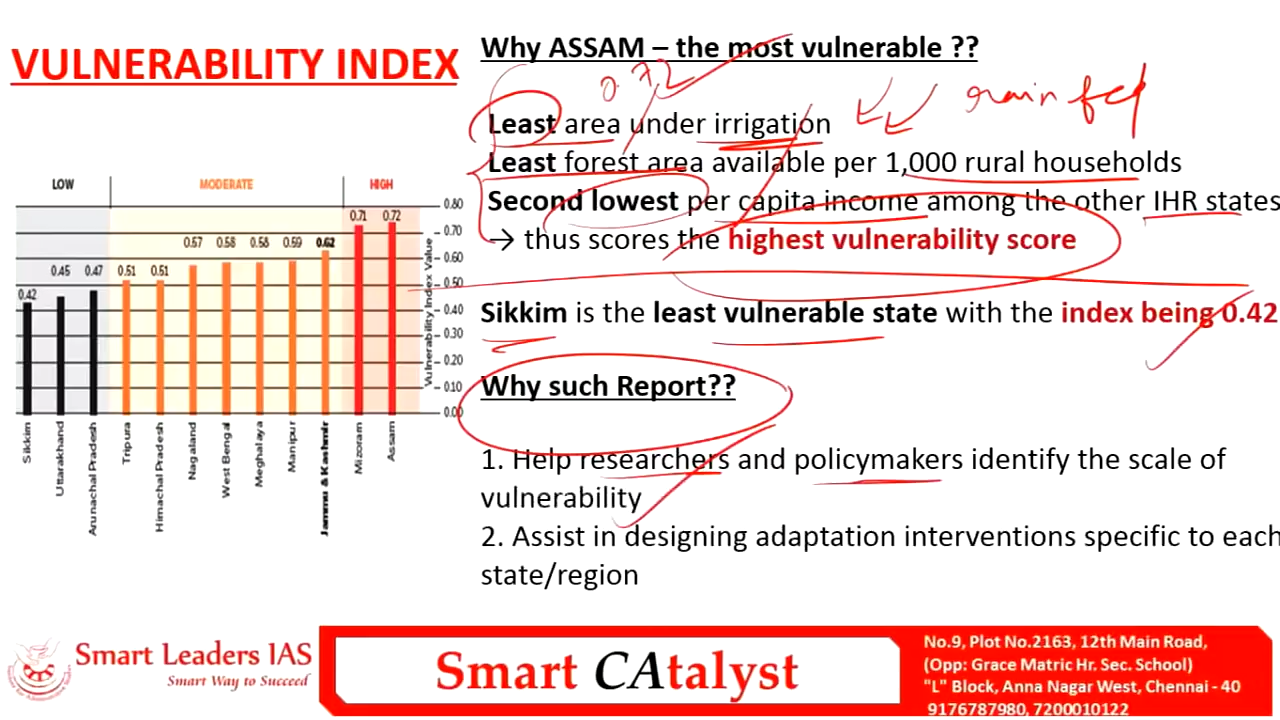 VULNERABILITY INDEX
LOW MODERATE HIGH
0.42 0.45 0.47 0.51 0.51 0.57 0.58 0.58 0.59 0.62 0.71 0.72
0.80
0.70
0.60
0.50
0.40
0.30
0.20
0.10
0.00
Vulnerability Index Value
Sikkim
Uttarakhand
Arunachal Pradesh
Tripura
Himachal Pradesh
Nagaland
West Bengal
Meghalaya
Manipur
Jammu & Kashmir
Mizoram
Assam
Why ASSAM – the most vulnerable ??
0.72
rain fed
Least area under irrigation
Least forest area available per 1,000 rural households
Second lowest per capita income among the other IHR states
→ thus scores the highest vulnerability score
Sikkim is the least vulnerable state with the index being 0.42
Why such Report??
1. Help researchers and policymakers identify the scale of
vulnerability
2. Assist in designing adaptation interventions specific to each
state/region
Smart Leaders IAS
Smart Way to Succeed
Smart CAtalyst
No.9, Plot No.2163, 12th Main Road,
(Opp: Grace Matric Hr. Sec. School)
"L" Block, Anna Nagar West, Chennai - 40
9176787980, 7200010122